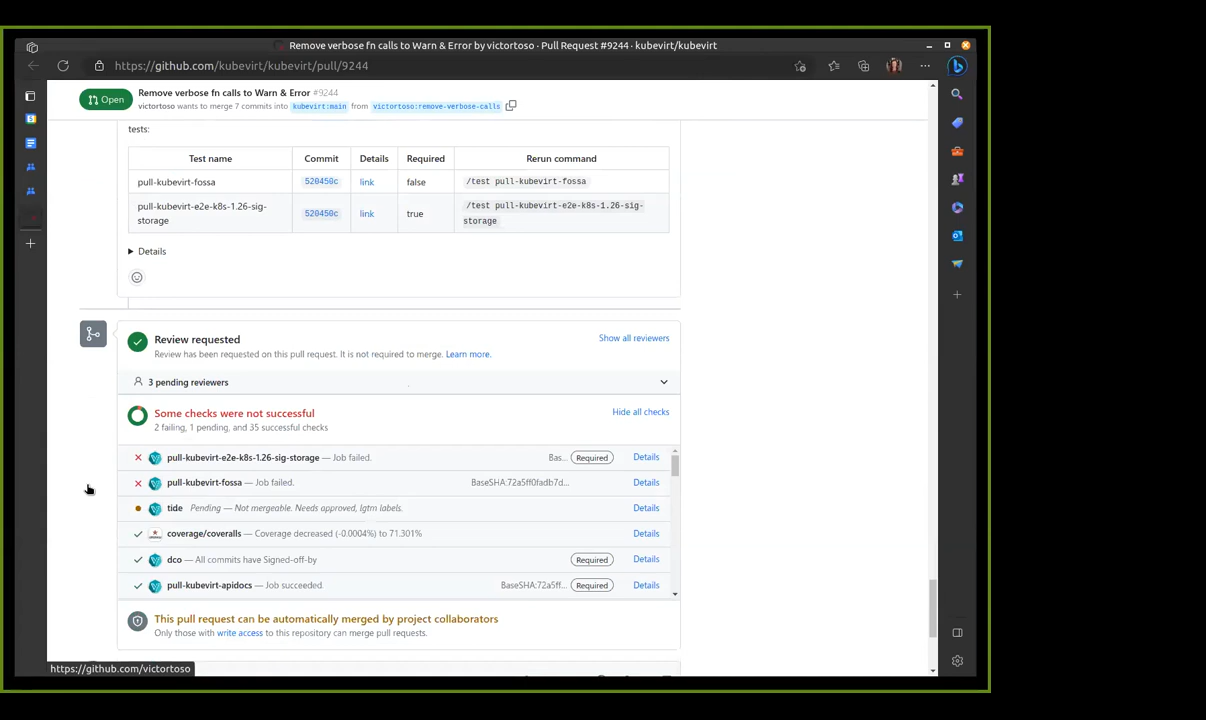 Remove verbose fn calls to Warn & Error by victortoso · Pull Request #9244 · kubevirt/kubevirt
https://github.com/kubevirt/kubevirt/pull/9244
Open
Remove verbose fn calls to Warn & Error #9244
victortoso wants to merge 7 commits into kubevirt:main from victortoso:remove-verbose-calls
tests:
Test name Commit Details Required Rerun command
pull-kubevirt-fossa 520450c link false /test pull-kubevirt-fossa
pull-kubevirt-e2e-k8s-1.26-sig-
storage 520450c link true /test pull-kubevirt-e2e-k8s-1.26-sig-
storage
Details
Review requested Show all reviewers
Review has been requested on this pull request. It is not required to merge. Learn more.
3 pending reviewers
Some checks were not successful Hide all checks
2 failing, 1 pending, and 35 successful checks
pull-kubevirt-e2e-k8s-1.26-sig-storage — Job failed. Bas... Required Details
pull-kubevirt-fossa — Job failed. BaseSHA:72a5ff0fadb7d... Details
tide Pending — Not mergeable. Needs approved, lgtm labels. Details
coverage/coveralls — Coverage decreased (-0.0004%) to 71.301% Details
dco — All commits have Signed-off-by Required Details
pull-kubevirt-apidocs — Job succeeded. BaseSHA:72a5ff... Required Details
This pull request can be automatically merged by project collaborators
Only those with write access to this repository can merge pull requests.
https://github.com/victortoso